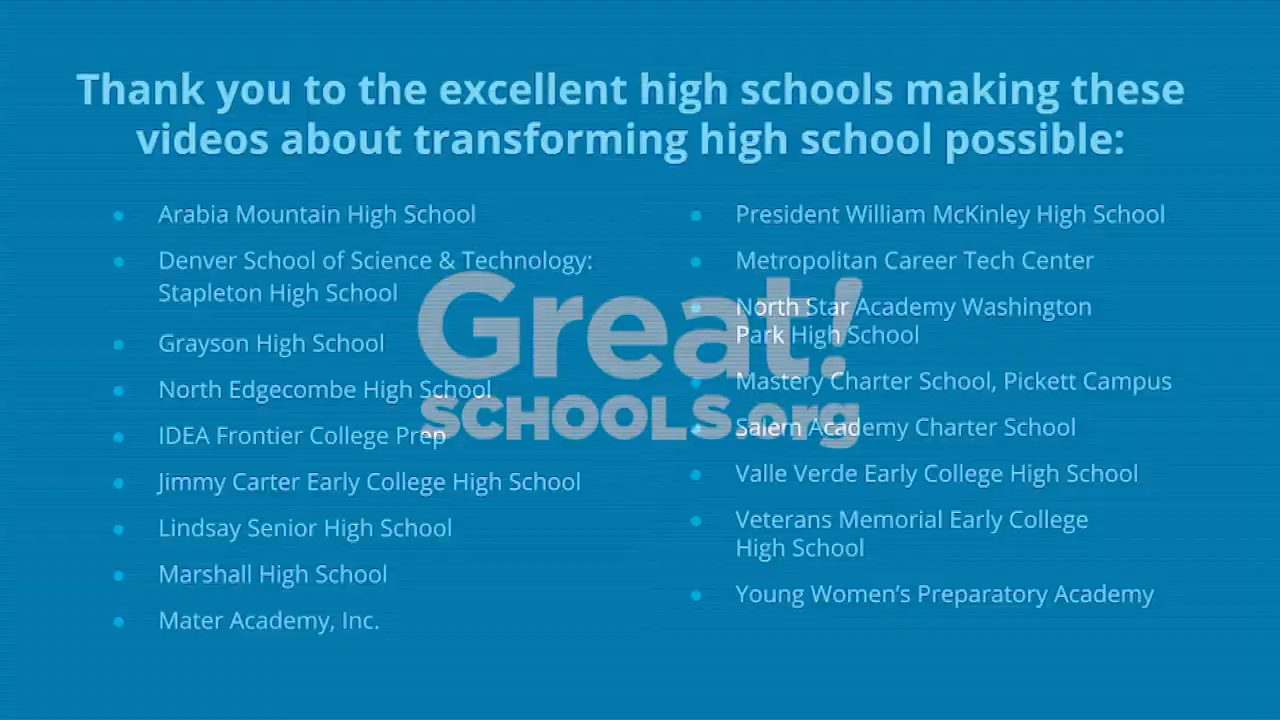 Thank you to the excellent high schools making these
videos about transforming high school possible:
Arabia Mountain High School
Denver School of Science & Technology:
Stapleton High School
Grayson High School
North Edgecombe High School
IDEA Frontier College Prep
Jimmy Carter Early College High School
Lindsay Senior High School
Marshall High School
Mater Academy, Inc.
President William McKinley High School
Metropolitan Career Tech Center
North Star Academy Washington
Park High School
Mastery Charter School, Pickett Campus
Salem Academy Charter School
Valle Verde Early College High School
Veterans Memorial Early College
High School
Young Women’s Preparatory Academy
Great!
SCHOOLS.org